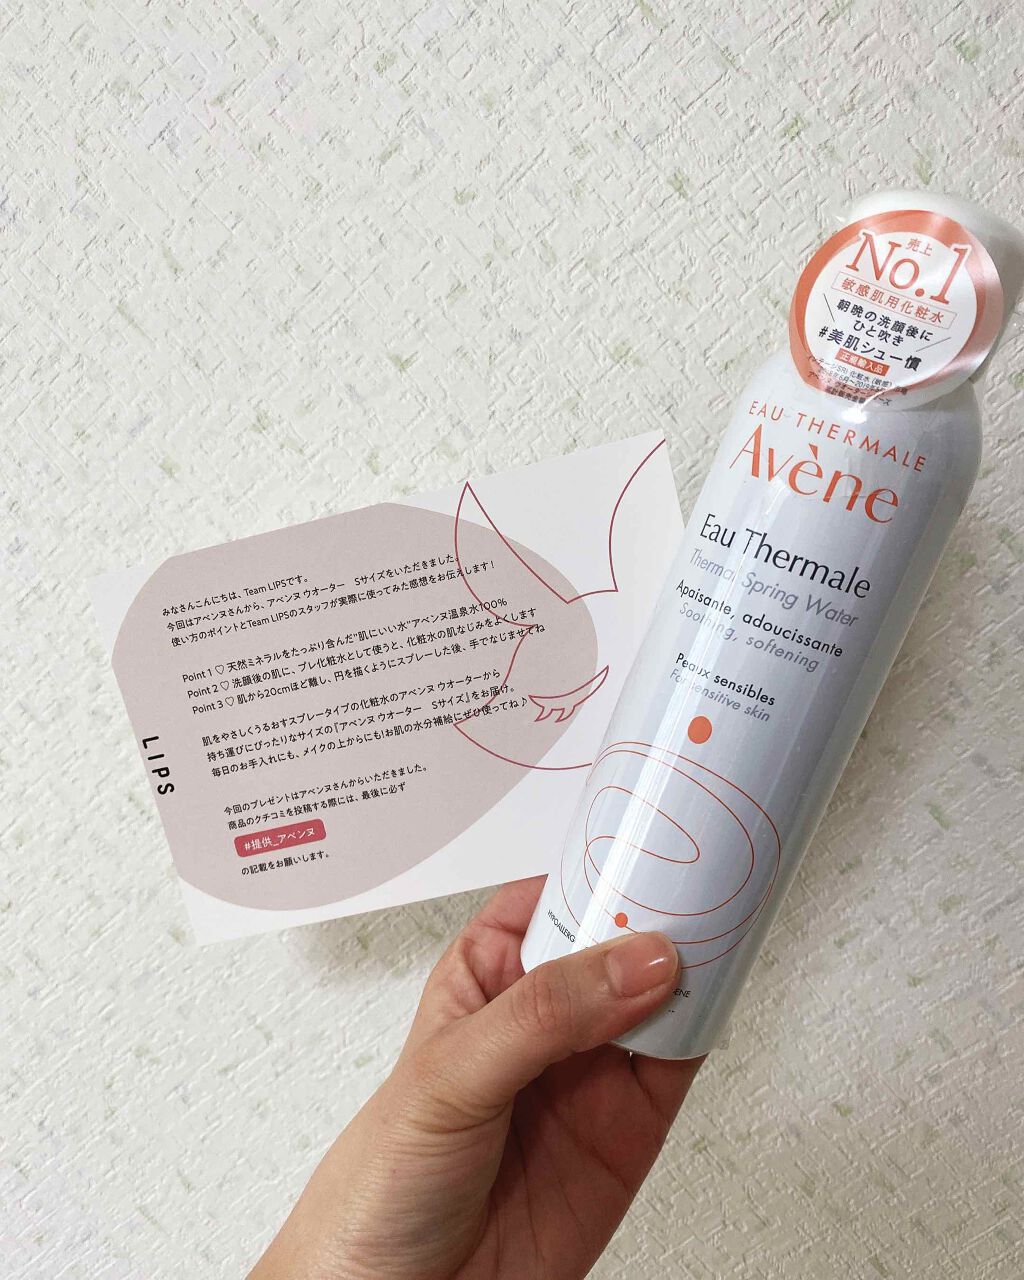 みなさんこんにちは、Team LIPSです。
今回はアベンヌさんから、アベンヌ ウオーター Sサイズをいただきました。
使い方のポイントとTeam LIPSのスタッフが実際に使ってみた感想をお伝えします！
Point 1 ♡ 天然ミネラルをたっぷり含んだ"肌にいい水"アベンヌ温泉水100%
Point 2 ♡ 洗顔後の肌に、プレ化粧水として使うと、化粧水の肌なじみをよくします
Point 3 ♡ 肌から20cmほど離し、円を描くようにスプレーした後、手でなじませてね
肌をやさしくうるおすスプレータイプの化粧水のアベンヌ ウオーターから
持ち運びにぴったりなサイズの『アベンヌ ウオーター Sサイズ』をお届け。
毎日のお手入れにも、メイクの上からにも!お肌の水分補給にぜひ使ってね♪
今回のプレゼントはアベンヌさんからいただきました。
商品のクチコミを投稿する際には、最後に必ず
#提供_アベンヌ
の記載をお願いします。
LIPS
売上
No.1
敏感肌用化粧水
朝晩の洗顔後に
ひと吹き
#美肌シュー慣
正規輸入品
EAU THERMALE
Avène
Eau Thermale
Thermal Spring Water
Apaisante, adoucissante
Soothing, softening
Peaux sensibles
For sensitive skin
HYPOALLERG